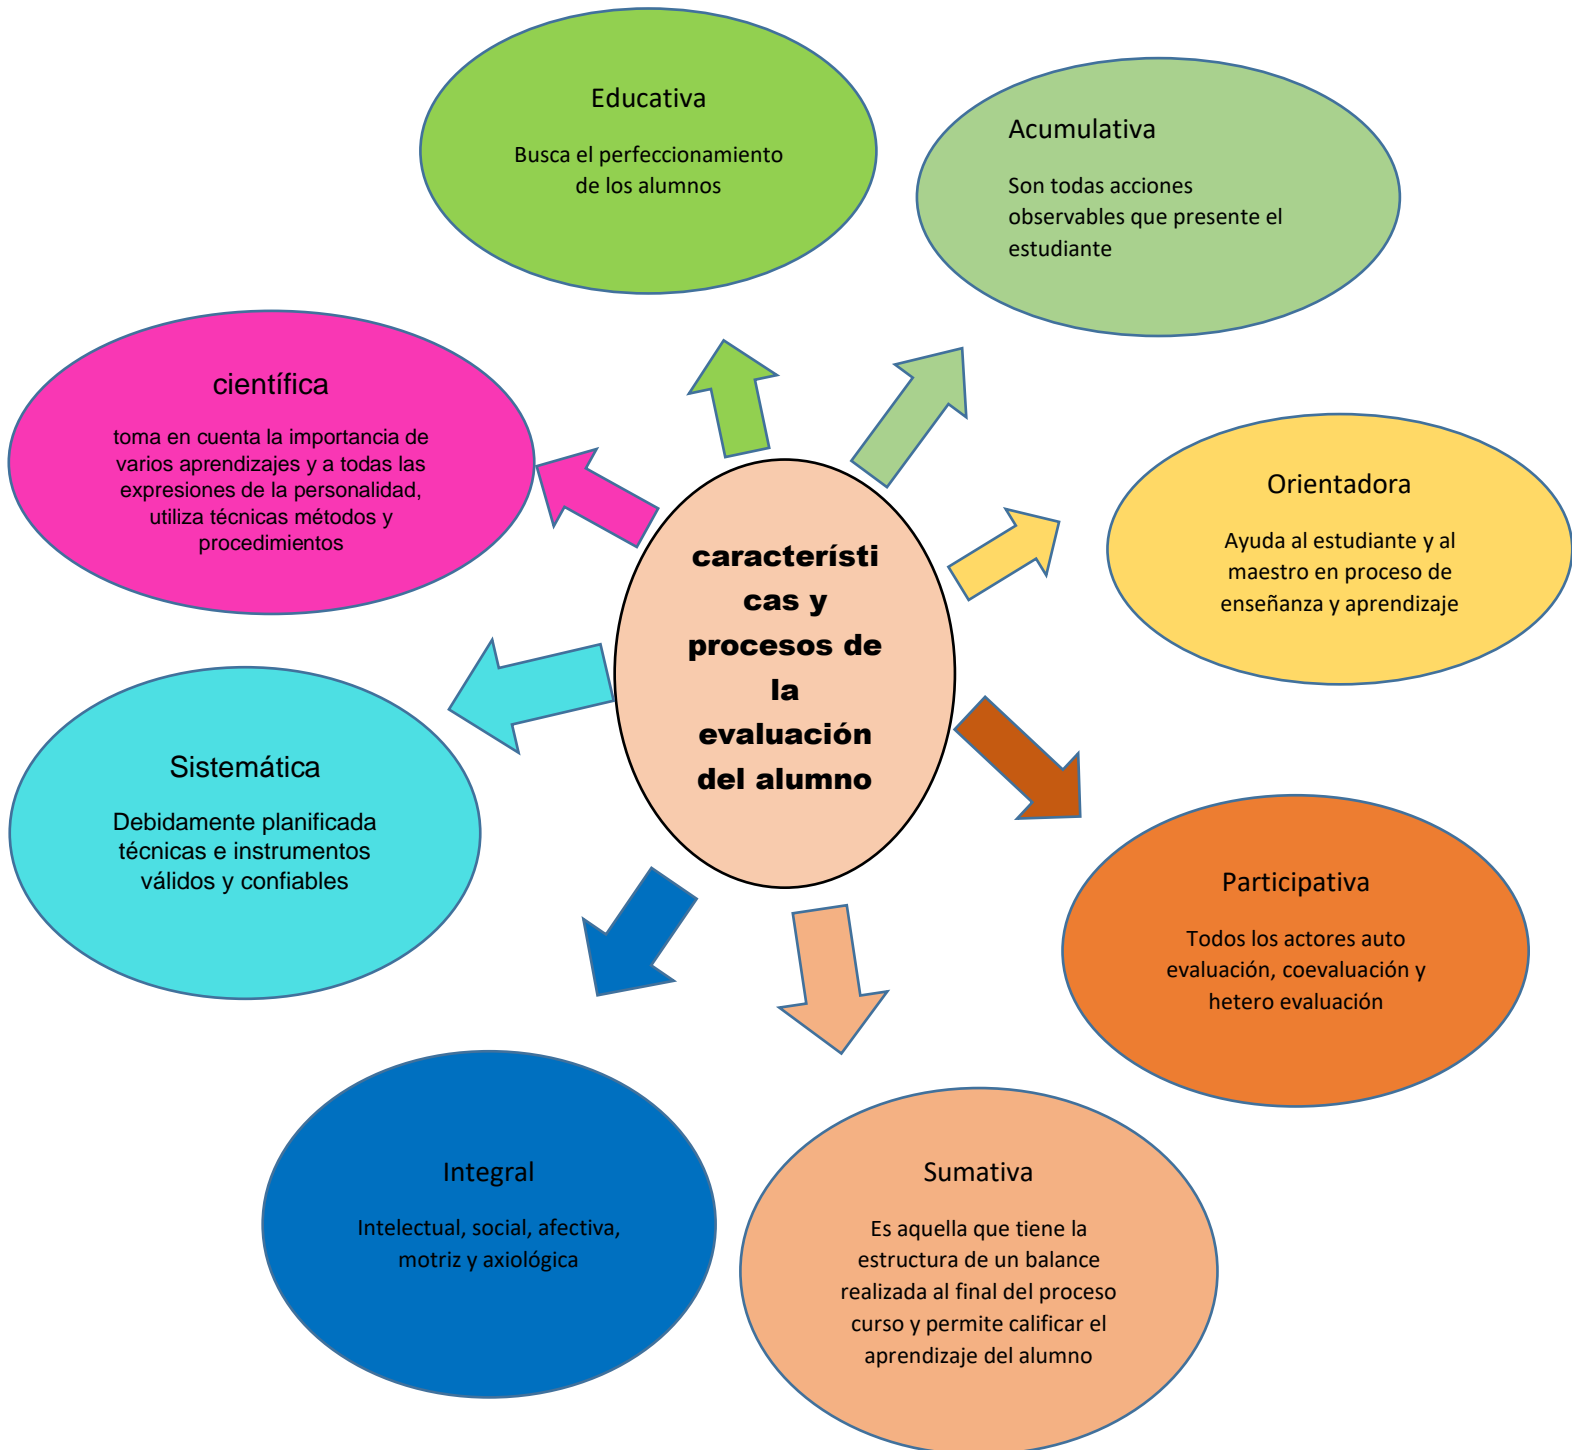 Educativa
Busca el perfeccionamiento
de los alumnos
Acumulativa
Son todas acciones
observables que presente el
estudiante
científica
toma en cuenta la importancia de
varios aprendizajes y a todas las
expresiones de la personalidad,
utiliza técnicas métodos y
procedimientos
Orientadora
Ayuda al estudiante y al
maestro en proceso de
enseñanza y aprendizaje
característi
cas y
procesos de
la
evaluación
del alumno
Sistemática
Debidamente planificada
técnicas e instrumentos
válidos y confiables
Participativa
Todos los actores auto
evaluación, coevaluación y
hetero evaluación
Integral
Intelectual, social, afectiva,
motriz y axiológica
Sumativa
Es aquella que tiene la
estructura de un balance
realizada al final del proceso
curso y permite calificar el
aprendizaje del alumno